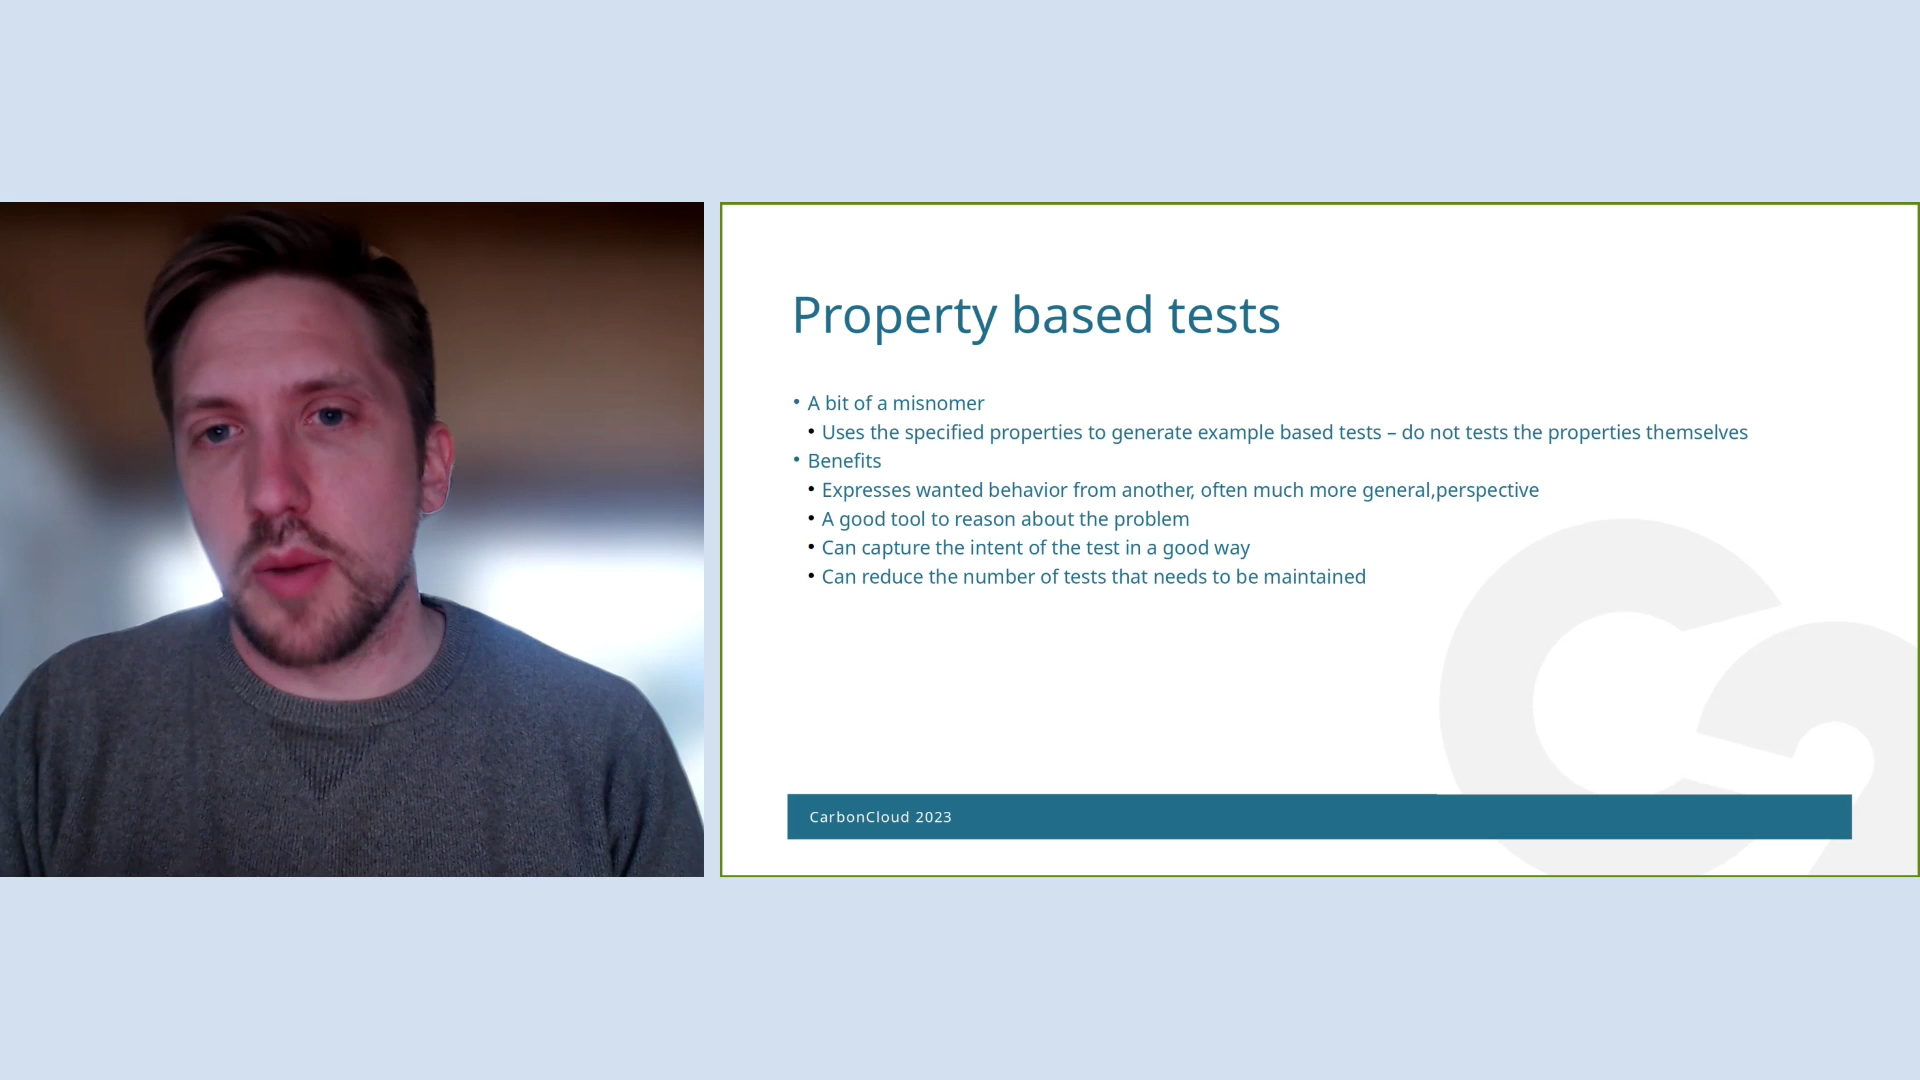 Property based tests
• A bit of a misnomer
• Uses the specified properties to generate example based tests – do not tests the properties themselves
• Benefits
• Expresses wanted behavior from another, often much more general,perspective
• A good tool to reason about the problem
• Can capture the intent of the test in a good way
• Can reduce the number of tests that needs to be maintained
CarbonCloud 2023